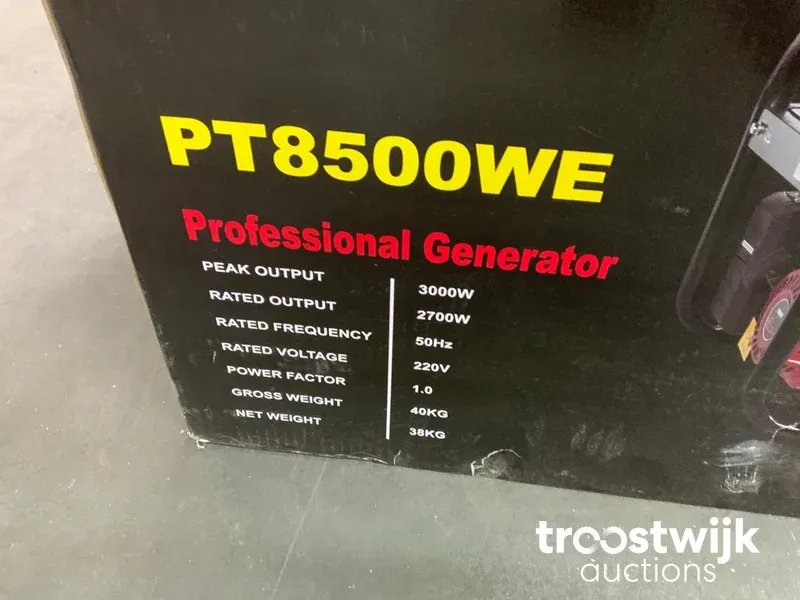 PT8500WE
Professional Generator
PEAK OUTPUT 3000W
RATED OUTPUT 2700W
RATED FREQUENCY 50Hz
RATED VOLTAGE 220V
POWER FACTOR 1.0
GROSS WEIGHT 40KG
NET WEIGHT 38KG
troostwijk
auctions